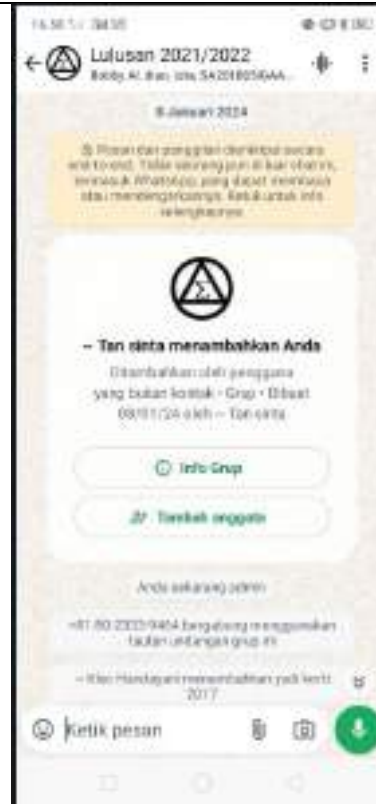 Lulusan 2021/2022
8 Januari 2024
Pesan dan panggilan dienkripsi secara
end-to-end. Tidak seorang pun di luar chat ini,
termasuk WhatsApp, yang dapat membaca
atau mendengarkannya. Ketuk untuk info
selengkapnya
Σ
~ Tan sinta menambahkan Anda
Ditambahkan oleh pengguna
yang bukan kontak · Grup · Dibuat
08/01/24 oleh ~ Tan sinta
Info Grup
Tambah anggota
Anda sekarang admin
bergabung menggunakan
tautan undangan grup ini
Handayani menambahkan
2017
Ketik pesan